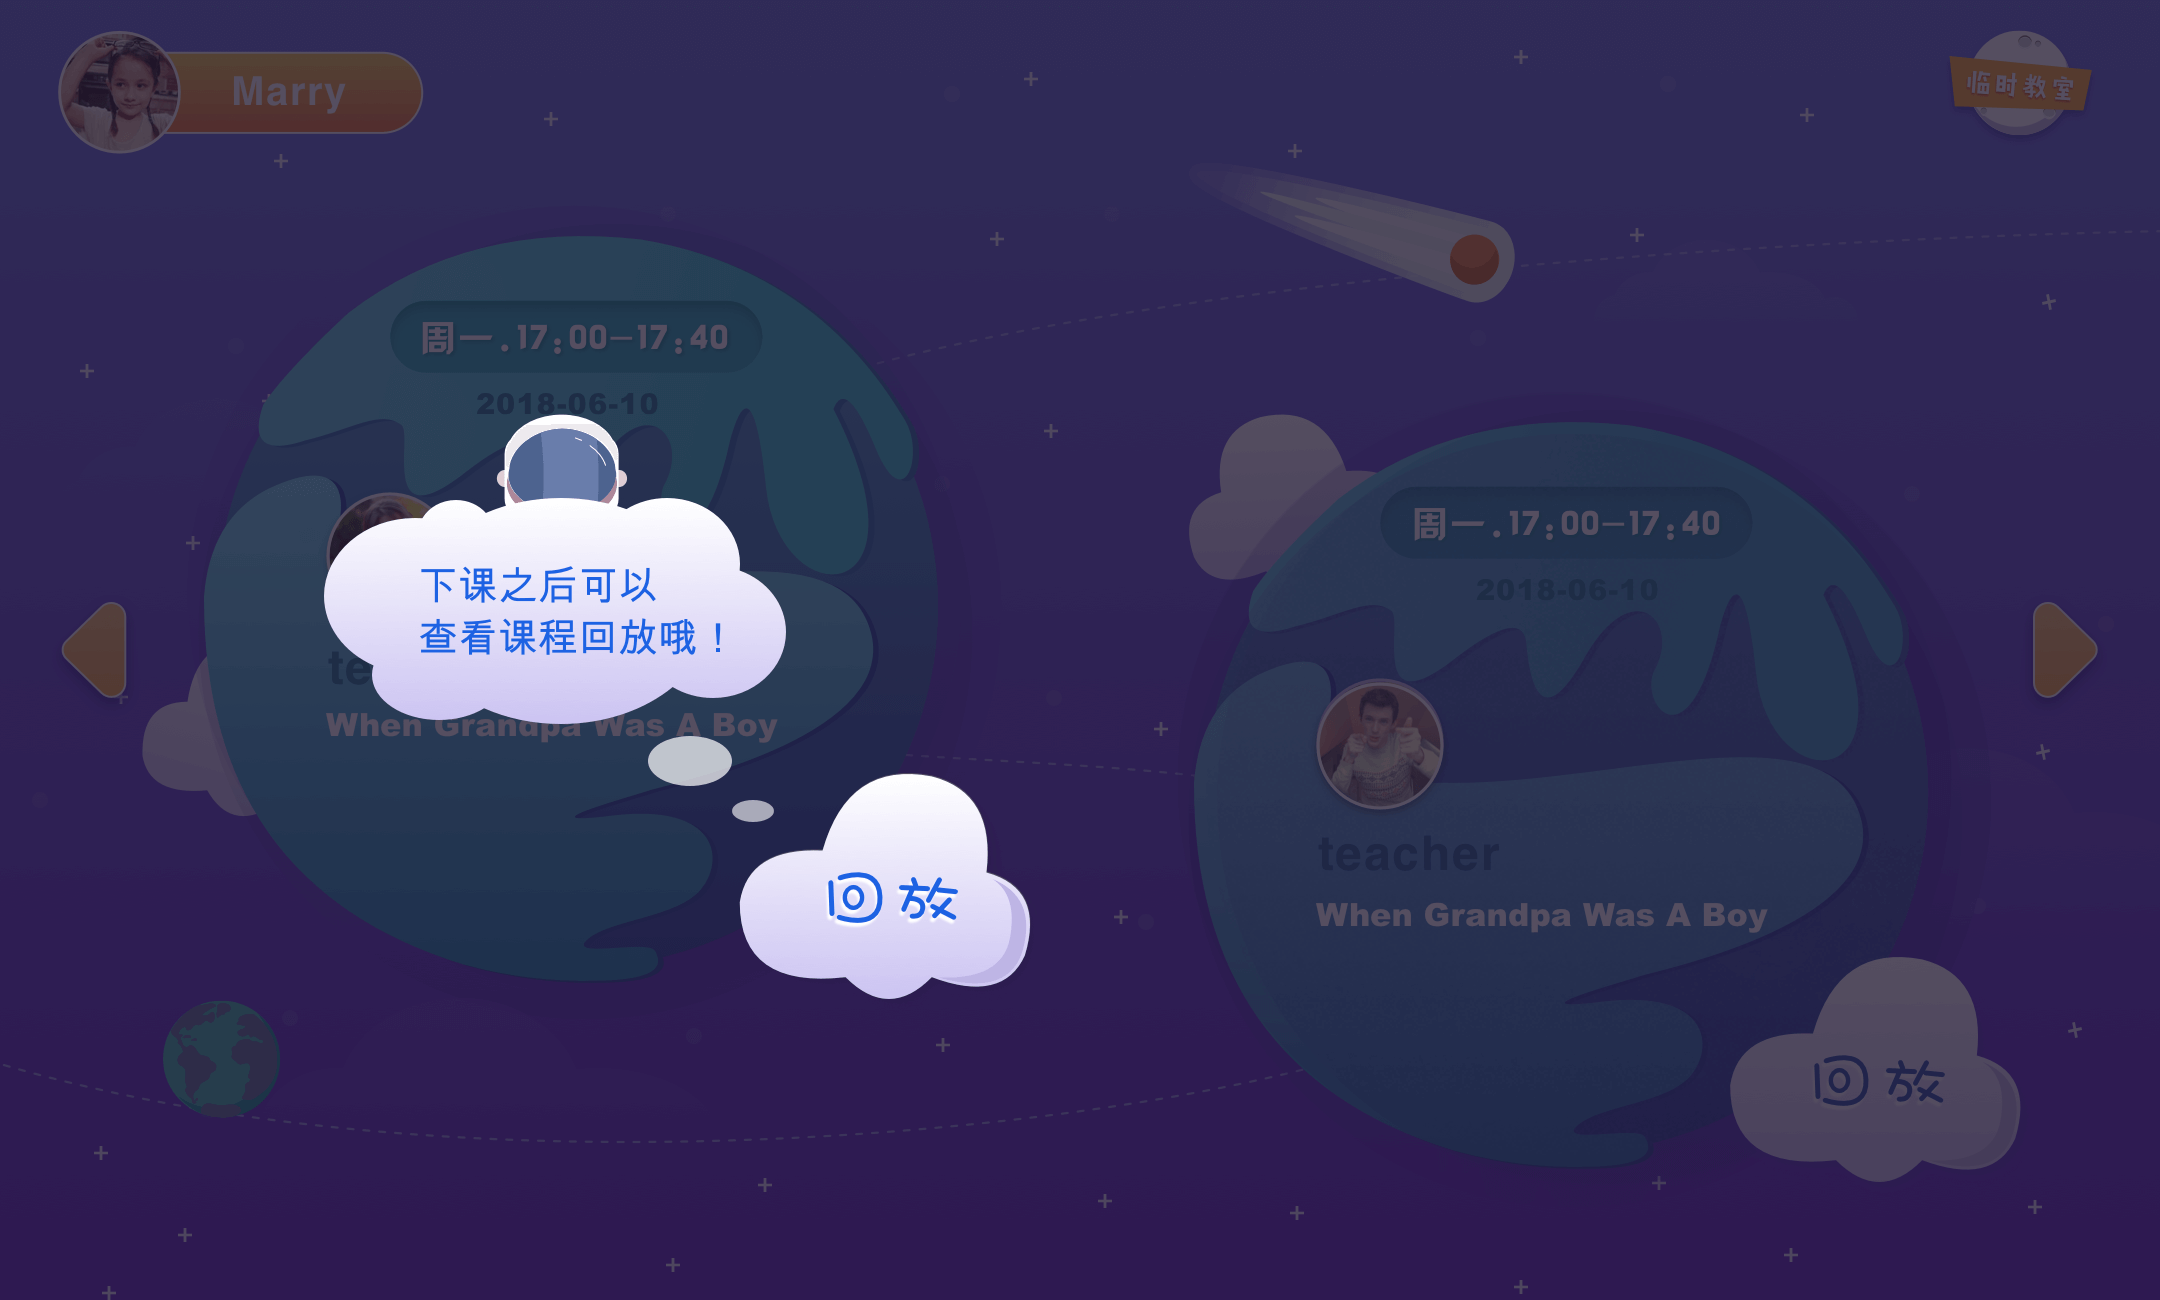 Marry
临时教室
周一.17:00-17:40
2018-06-10
下课之后可以
查看课程回放哦！
te
When Grandpa Was A Boy
回放
周一.17:00-17:40
2018-06-10
teacher
When Grandpa Was A Boy
回放